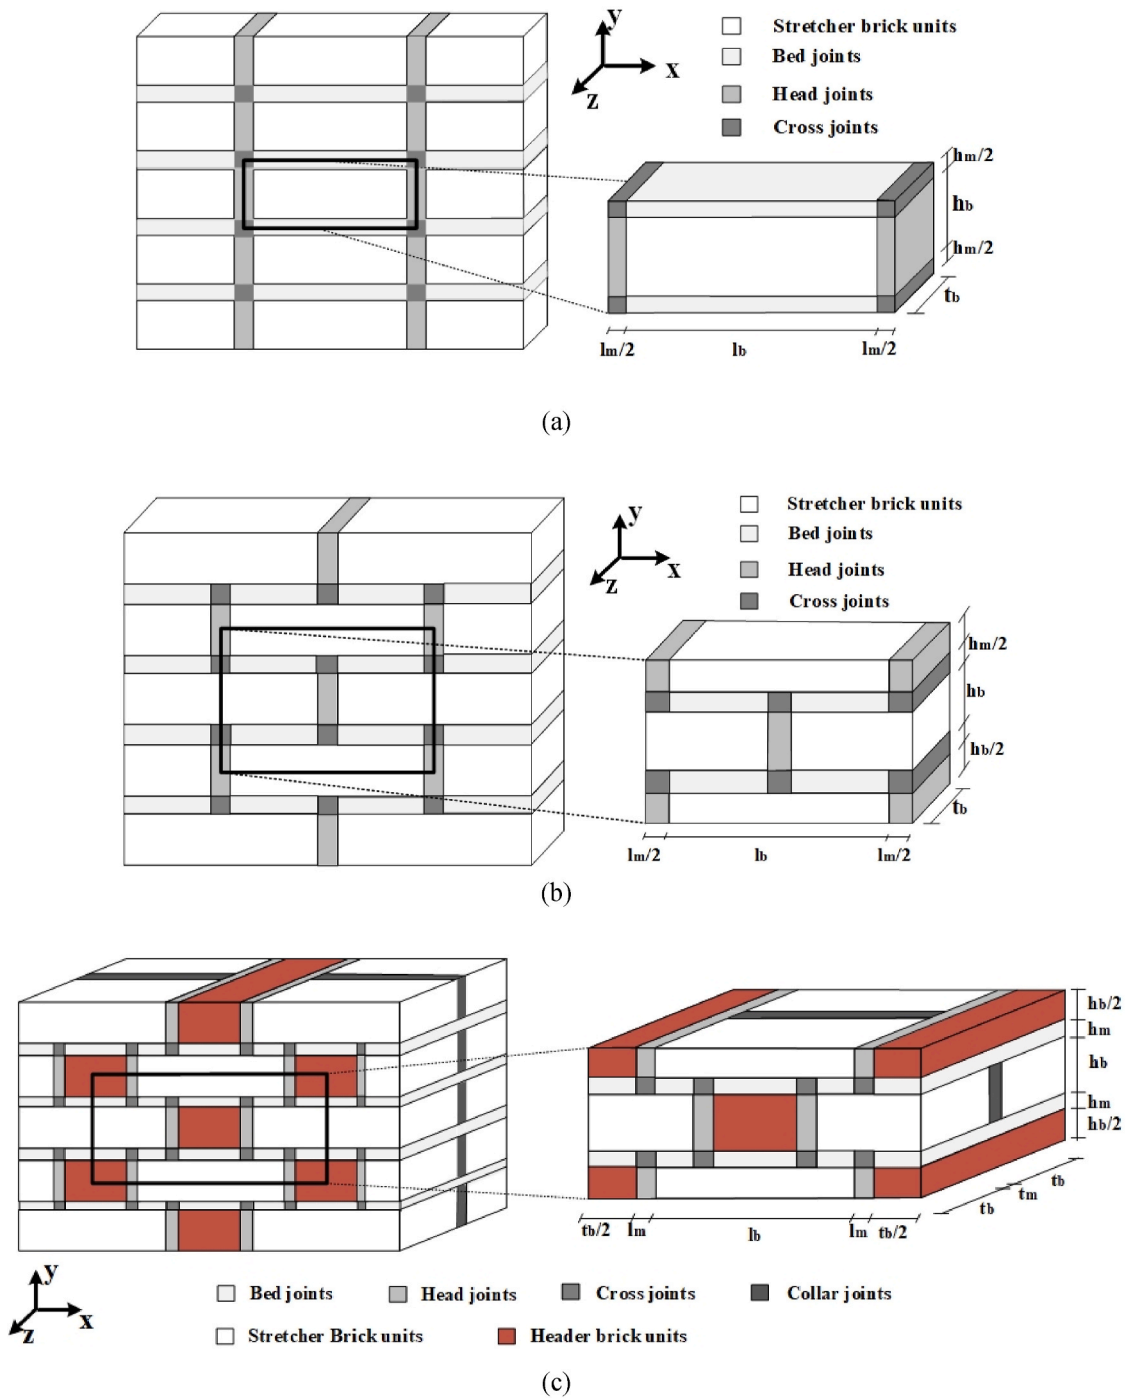 y
x
z
Stretcher brick units
Bed joints
Head joints
Cross joints
hm/2
hb
hm/2
tb
lm/2
lb
lm/2
(a)
y
x
z
Stretcher brick units
Bed joints
Head joints
Cross joints
hm/2
hb
hb/2
tb
lm/2
lb
lm/2
(b)
hb/2
hm
hb
hm
hb/2
tb
tm
tb
tb/2
lm
lb
lm
tb/2
y
x
z
Bed joints
Head joints
Cross joints
Collar joints
Stretcher Brick units
Header brick units
(c)